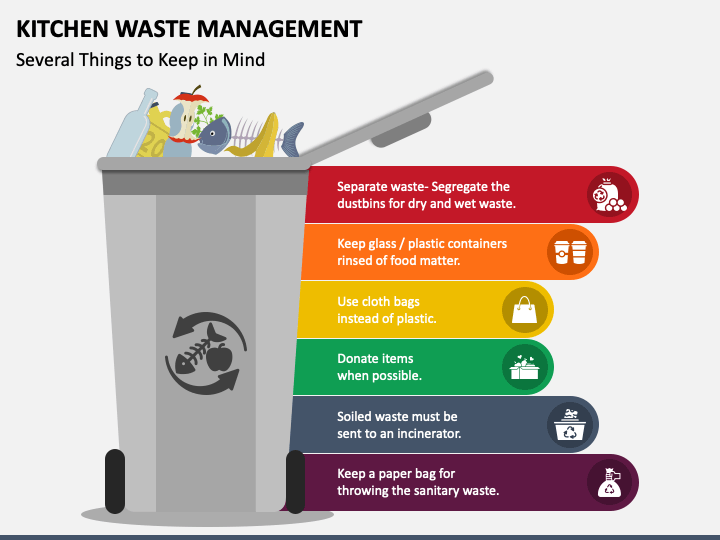 KITCHEN WASTE MANAGEMENT
Several Things to Keep in Mind
20
Separate waste- Segregate the
dustbins for dry and wet waste.
Keep glass / plastic containers
rinsed of food matter.
Use cloth bags
instead of plastic.
Donate items
when possible.
Soiled waste must be
sent to an incinerator.
Keep a paper bag for
throwing the sanitary waste.